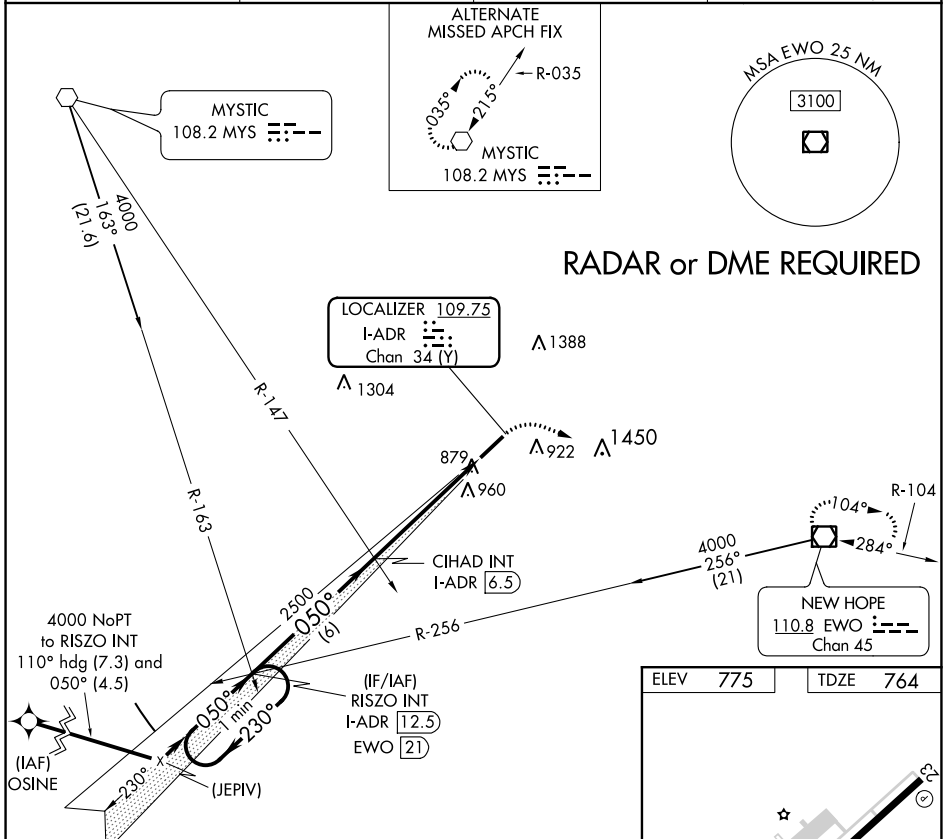 ALTERNATE
MISSED APCH FIX
R-035
035°
215°
MYSTIC
108.2 MYS
MSA EWO 25 NM
3100
MYSTIC
108.2 MYS
4000
163°
(21.6)
RADAR or DME REQUIRED
LOCALIZER 109.75
I-ADR
Chan 34 (Y)
1388
1304
R-147
1450
922
879
960
R-163
R-104
104°
284°
4000
256°
(21)
CIHAD INT
I-ADR 6.5
2500
050°
(6)
R-256
NEW HOPE
110.8 EWO
Chan 45
4000 NoPT
to RISZO INT
110° hdg (7.3) and
050° (4.5)
(IF/IAF)
RISZO INT
I-ADR 12.5
EWO 21
050°
1 min
230°
(IAF)
OSINE
X
230°
(JEPIV)
ELEV 775
TDZE 764
23
P